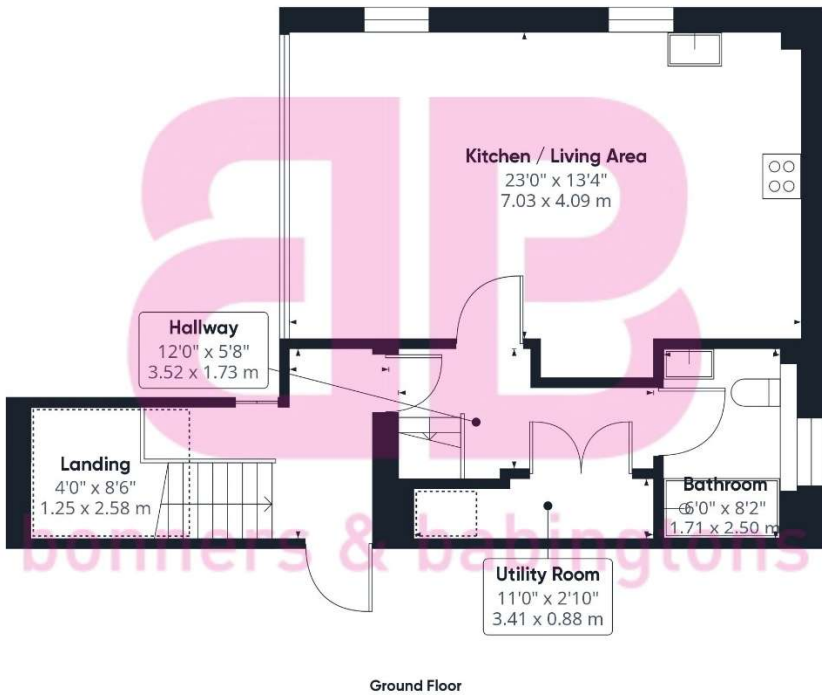 Kitchen / Living Area
23'0" x 13'4"
7.03 x 4.09 m
Hallway
12'0" x 5'8"
3.52 x 1.73 m
Landing
4'0" x 8'6"
1.25 x 2.58 m
Bathroom
6'0" x 8'2"
1.71 x 2.50 m
Utility Room
11'0" x 2'10"
3.41 x 0.88 m
bonners & babingtons
Ground Floor